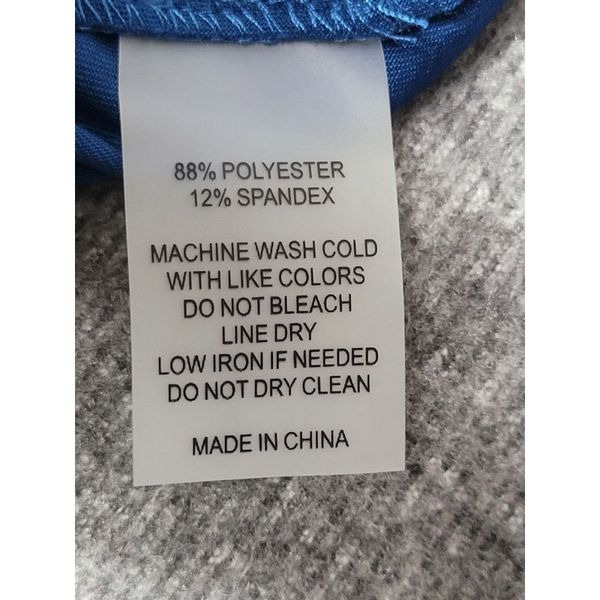 88% POLYESTER
12% SPANDEX
MACHINE WASH COLD
WITH LIKE COLORS
DO NOT BLEACH
LINE DRY
LOW IRON IF NEEDED
DO NOT DRY CLEAN
MADE IN CHINA